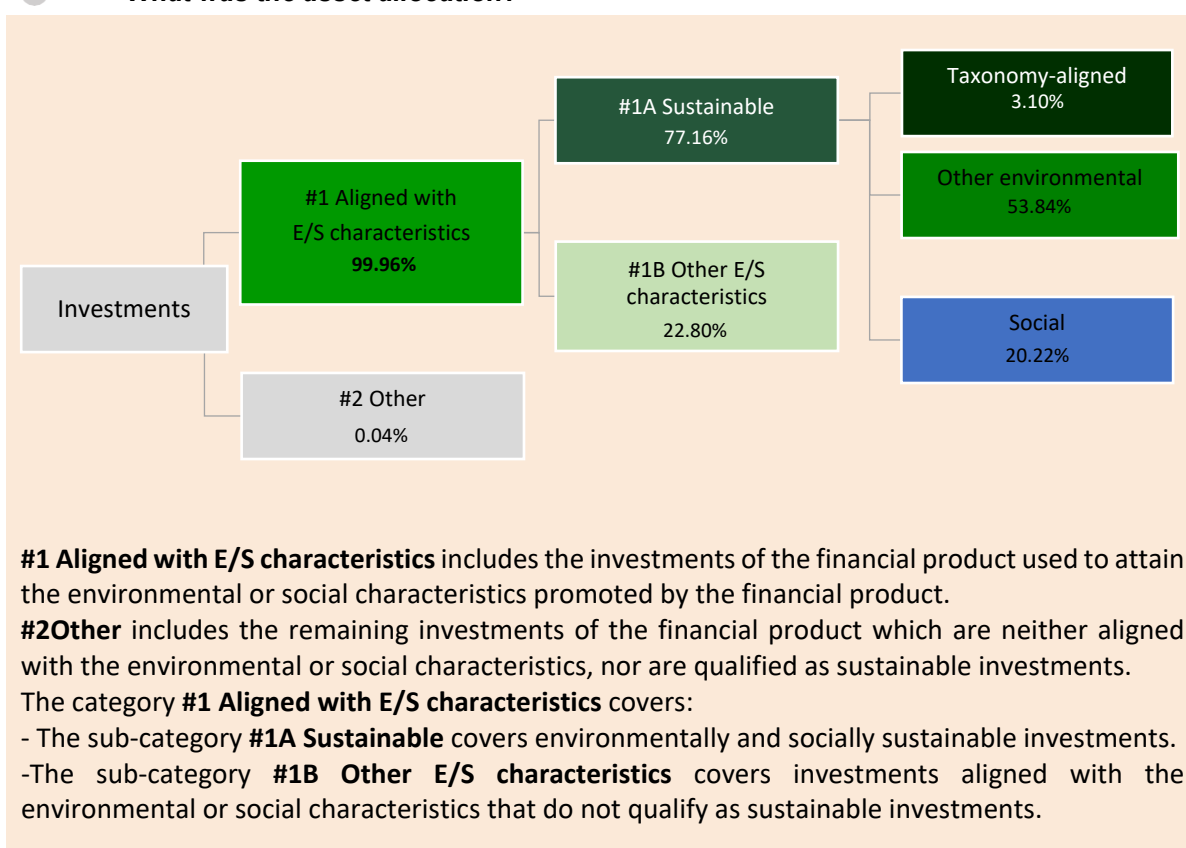 What was the asset allocation?
Taxonomy-aligned
3.10%
#1A Sustainable
77.16%
Other environmental
53.84%
#1 Aligned with
E/S characteristics
99.96%
#1B Other E/S
characteristics
22.80%
Investments
Social
20.22%
#2 Other
0.04%
#1 Aligned with E/S characteristics includes the investments of the financial product used to attain
the environmental or social characteristics promoted by the financial product.
#2Other includes the remaining investments of the financial product which are neither aligned
with the environmental or social characteristics, nor are qualified as sustainable investments.
The category #1 Aligned with E/S characteristics covers:
- The sub-category #1A Sustainable covers environmentally and socially sustainable investments.
-The sub-category #1B Other E/S characteristics covers investments aligned with the
environmental or social characteristics that do not qualify as sustainable investments.